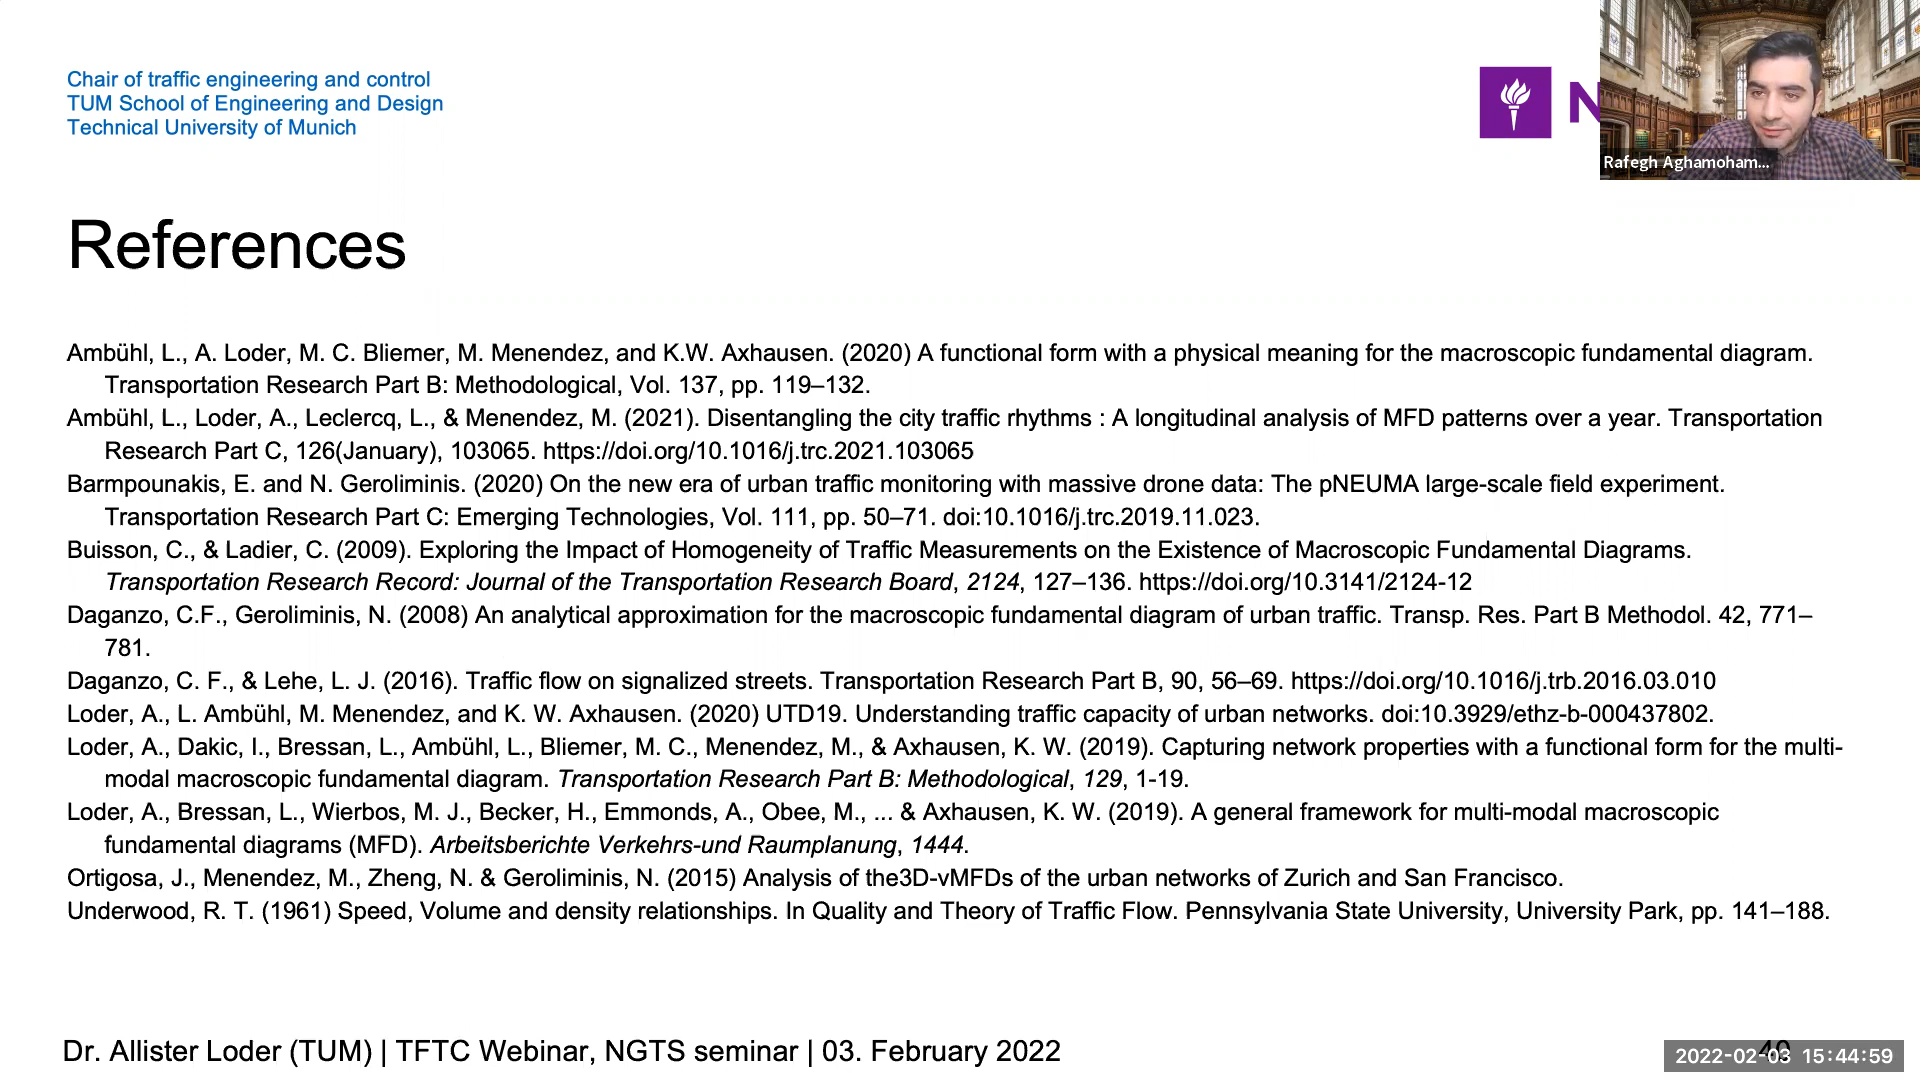 Chair of traffic engineering and control
TUM School of Engineering and Design
Technical University of Munich
N
Rafegh Aghamoham...
References
Ambühl, L., A. Loder, M. C. Bliemer, M. Menendez, and K.W. Axhausen. (2020) A functional form with a physical meaning for the macroscopic fundamental diagram.
Transportation Research Part B: Methodological, Vol. 137, pp. 119–132.
Ambühl, L., Loder, A., Leclercq, L., & Menendez, M. (2021). Disentangling the city traffic rhythms : A longitudinal analysis of MFD patterns over a year. Transportation
Research Part C, 126(January), 103065. https://doi.org/10.1016/j.trc.2021.103065
Barmpounakis, E. and N. Geroliminis. (2020) On the new era of urban traffic monitoring with massive drone data: The pNEUMA large-scale field experiment.
Transportation Research Part C: Emerging Technologies, Vol. 111, pp. 50–71. doi:10.1016/j.trc.2019.11.023.
Buisson, C., & Ladier, C. (2009). Exploring the Impact of Homogeneity of Traffic Measurements on the Existence of Macroscopic Fundamental Diagrams.
Transportation Research Record: Journal of the Transportation Research Board, 2124, 127–136. https://doi.org/10.3141/2124-12
Daganzo, C.F., Geroliminis, N. (2008) An analytical approximation for the macroscopic fundamental diagram of urban traffic. Transp. Res. Part B Methodol. 42, 771–
781.
Daganzo, C. F., & Lehe, L. J. (2016). Traffic flow on signalized streets. Transportation Research Part B, 90, 56–69. https://doi.org/10.1016/j.trb.2016.03.010
Loder, A., L. Ambühl, M. Menendez, and K. W. Axhausen. (2020) UTD19. Understanding traffic capacity of urban networks. doi:10.3929/ethz-b-000437802.
Loder, A., Dakic, I., Bressan, L., Ambühl, L., Bliemer, M. C., Menendez, M., & Axhausen, K. W. (2019). Capturing network properties with a functional form for the multi-
modal macroscopic fundamental diagram. Transportation Research Part B: Methodological, 129, 1-19.
Loder, A., Bressan, L., Wierbos, M. J., Becker, H., Emmonds, A., Obee, M., ... & Axhausen, K. W. (2019). A general framework for multi-modal macroscopic
fundamental diagrams (MFD). Arbeitsberichte Verkehrs-und Raumplanung, 1444.
Ortigosa, J., Menendez, M., Zheng, N. & Geroliminis, N. (2015) Analysis of the3D-vMFDs of the urban networks of Zurich and San Francisco.
Underwood, R. T. (1961) Speed, Volume and density relationships. In Quality and Theory of Traffic Flow. Pennsylvania State University, University Park, pp. 141–188.
Dr. Allister Loder (TUM) | TFTC Webinar, NGTS seminar | 03. February 2022
2022-02-03 15:44:59